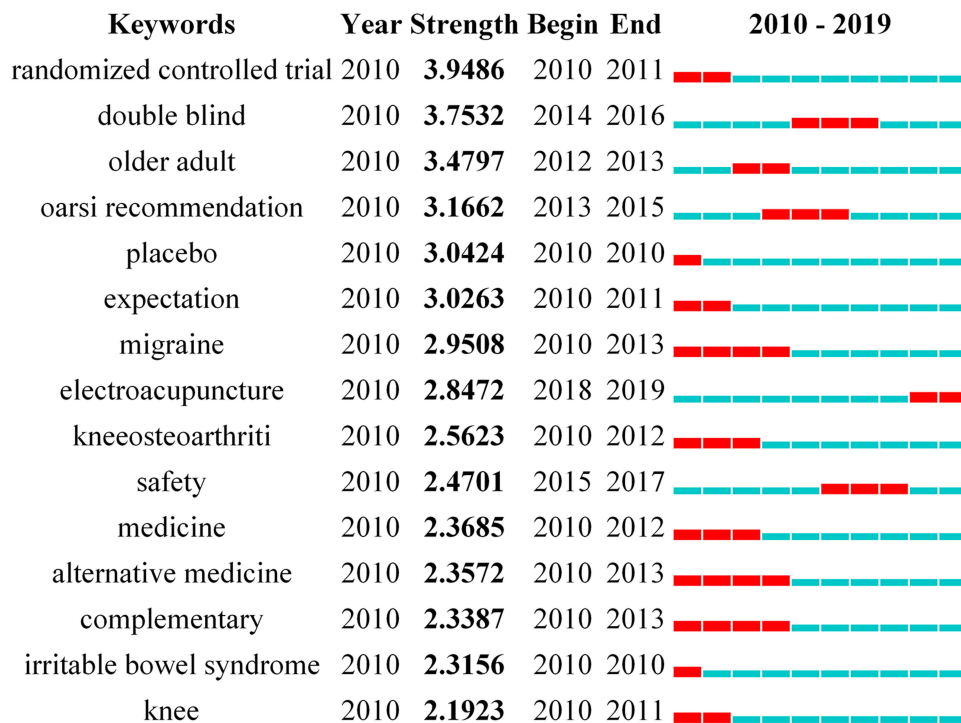 Keywords Year Strength Begin End 2010 - 2019
randomized controlled trial 2010 3.9486 2010 2011
double blind 2010 3.7532 2014 2016
older adult 2010 3.4797 2012 2013
oarsi recommendation 2010 3.1662 2013 2015
placebo 2010 3.0424 2010 2010
expectation 2010 3.0263 2010 2011
migraine 2010 2.9508 2010 2013
electroacupuncture 2010 2.8472 2018 2019
kneeosteoarthriti 2010 2.5623 2010 2012
safety 2010 2.4701 2015 2017
medicine 2010 2.3685 2010 2012
alternative medicine 2010 2.3572 2010 2013
complementary 2010 2.3387 2010 2013
irritable bowel syndrome 2010 2.3156 2010 2010
knee 2010 2.1923 2010 2011